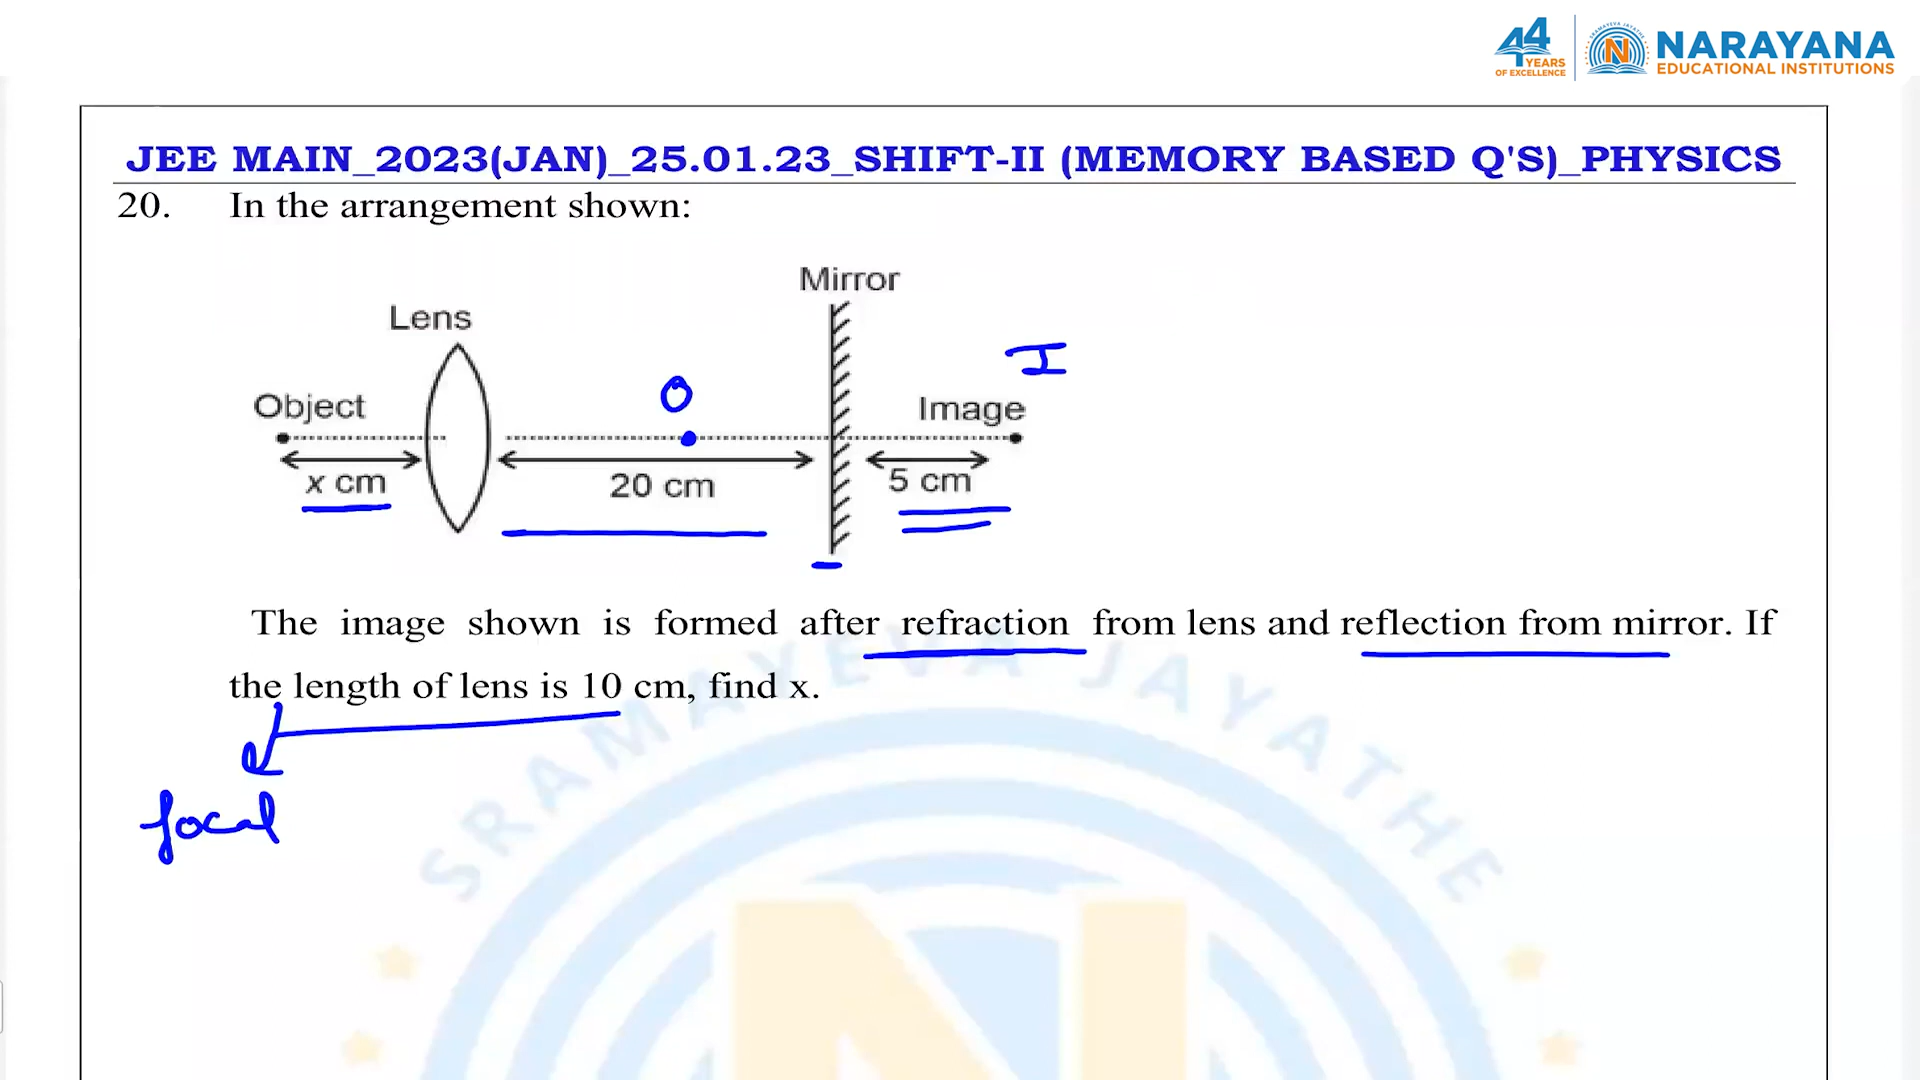 44
YEARS
OF EXCELLENCE
NARAYANA
EDUCATIONAL INSTITUTIONS
JEE MAIN_2023(JAN)_25.01.23_SHIFT-II (MEMORY BASED Q'S)_PHYSICS
20. In the arrangement shown:
Mirror
Lens
I
O
Object
Image
x cm
20 cm
5 cm
The image shown is formed after refraction from lens and reflection from mirror. If
the length of lens is 10 cm, find x.
focal
SRAMAYEVA JAYATHE
N